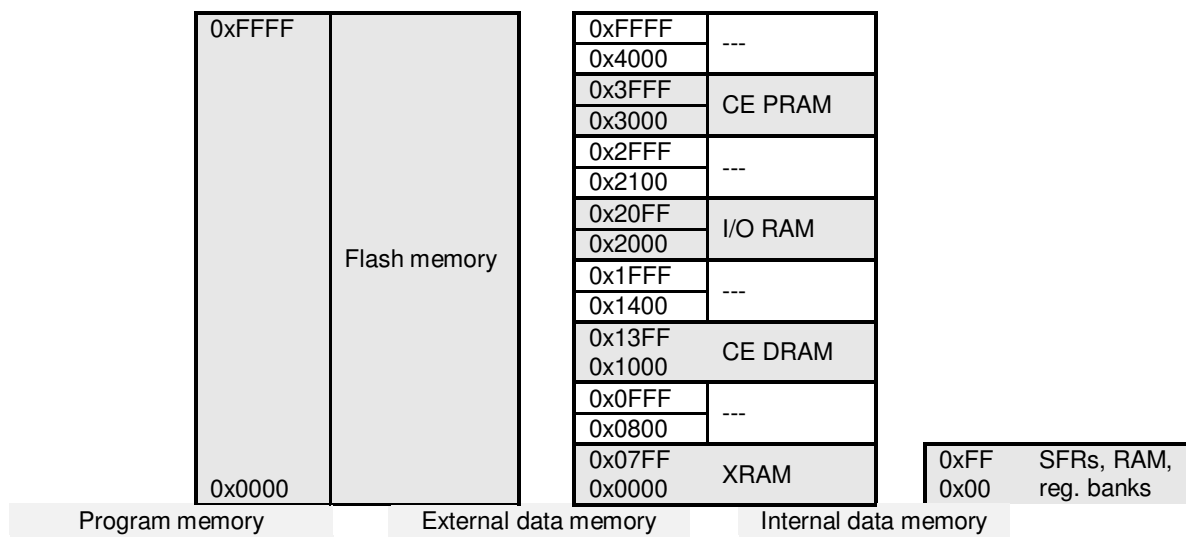 0xFFFF
Flash memory
0x0000
0xFFFF
---
0x4000
0x3FFF
CE PRAM
0x3000
0x2FFF
---
0x2100
0x20FF
I/O RAM
0x2000
0x1FFF
---
0x1400
0x13FF
CE DRAM
0x1000
0x0FFF
---
0x0800
0x07FF
XRAM
0x0000
0xFF SFRs, RAM,
0x00 reg. banks
Program memory External data memory Internal data memory